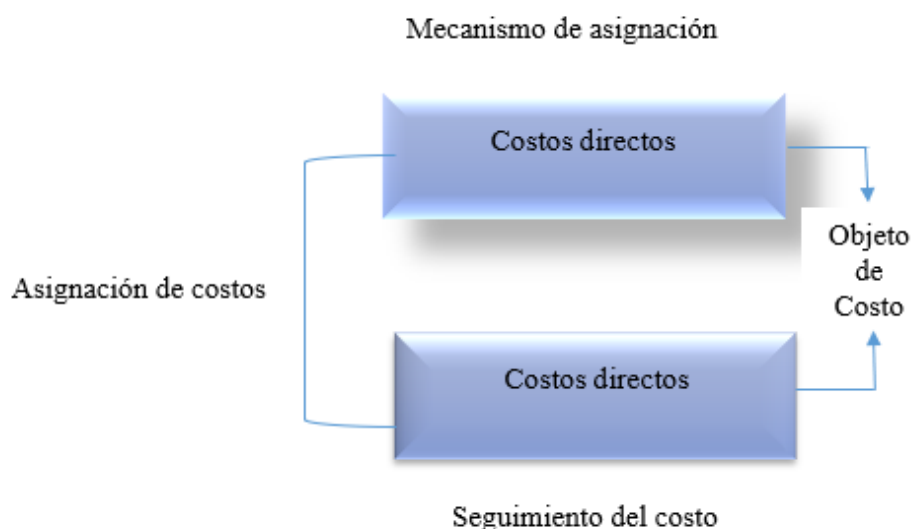 Mecanismo de asignación
Costos directos
Asignación de costos
Objeto
de
Costo
Costos directos
Seguimiento del costo